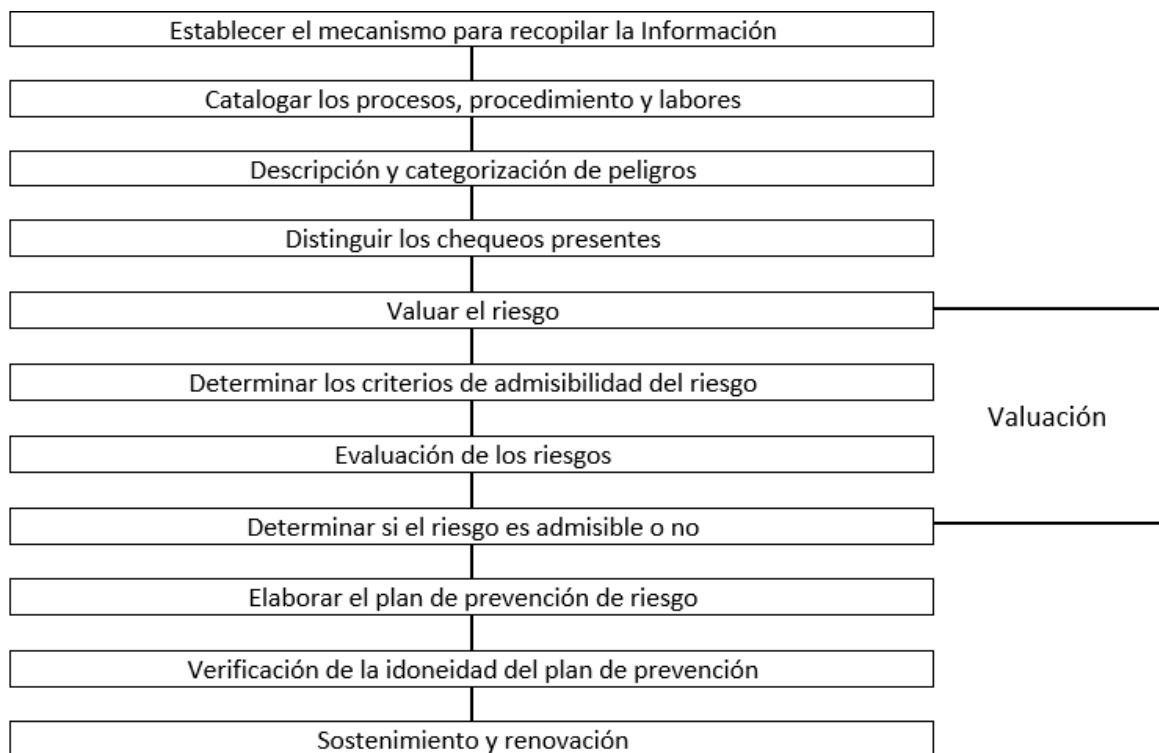 Establecer el mecanismo para recopilar la Información
Catalogar los procesos, procedimiento y labores
Descripción y categorización de peligros
Distinguir los chequeos presentes
Valuar el riesgo
Determinar los criterios de admisibilidad del riesgo
Valuación
Evaluación de los riesgos
Determinar si el riesgo es admisible o no
Elaborar el plan de prevención de riesgo
Verificación de la idoneidad del plan de prevención
Sostenimiento y renovación